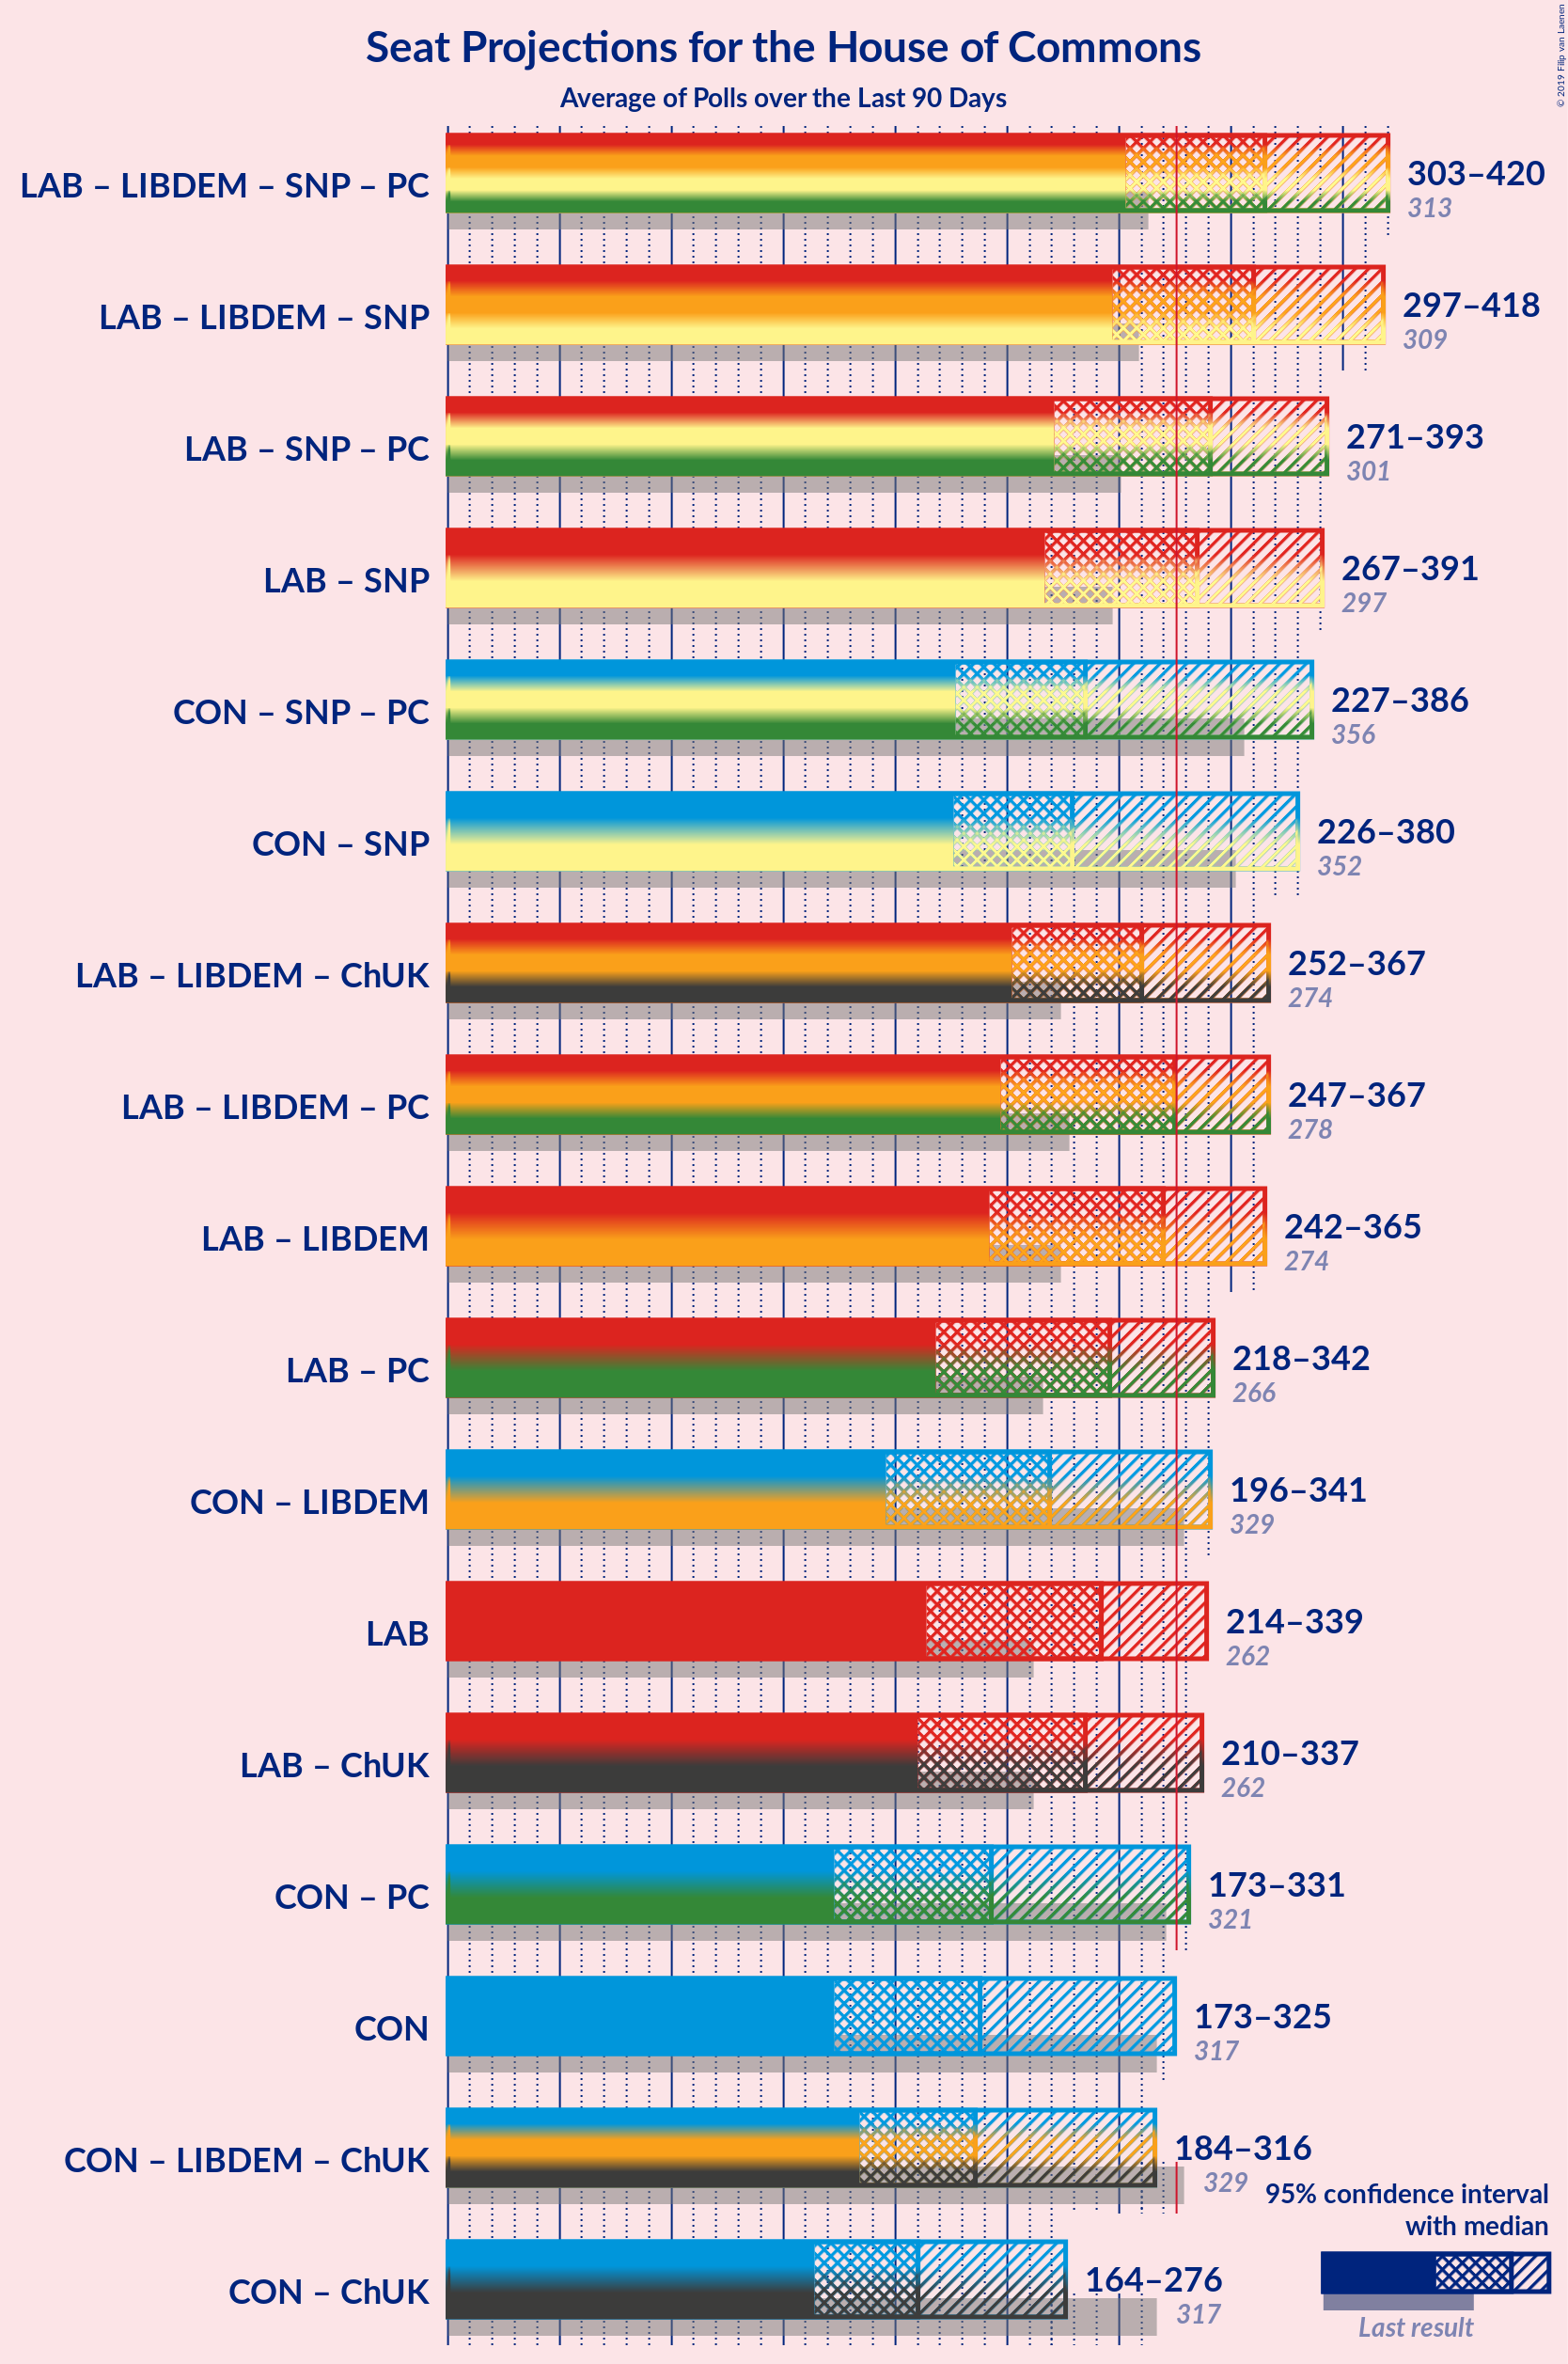 © 2019 Filip van Laenen
Seat Projections for the House of Commons
Average of Polls over the Last 90 Days
LAB – LIBDEM – SNP – PC
303–420
313
LAB – LIBDEM – SNP
297–418
309
LAB – SNP – PC
271–393
301
LAB – SNP
267–391
297
CON – SNP – PC
227–386
356
CON – SNP
226–380
352
LAB – LIBDEM – ChUK
252–367
274
LAB – LIBDEM – PC
247–367
278
LAB – LIBDEM
242–365
274
LAB – PC
218–342
266
CON – LIBDEM
196–341
329
LAB
214–339
262
LAB – ChUK
210–337
262
CON – PC
173–331
321
CON
173–325
317
CON – LIBDEM – ChUK
184–316
329
CON – ChUK
164–276
317
95% confidence interval
with median
Last result